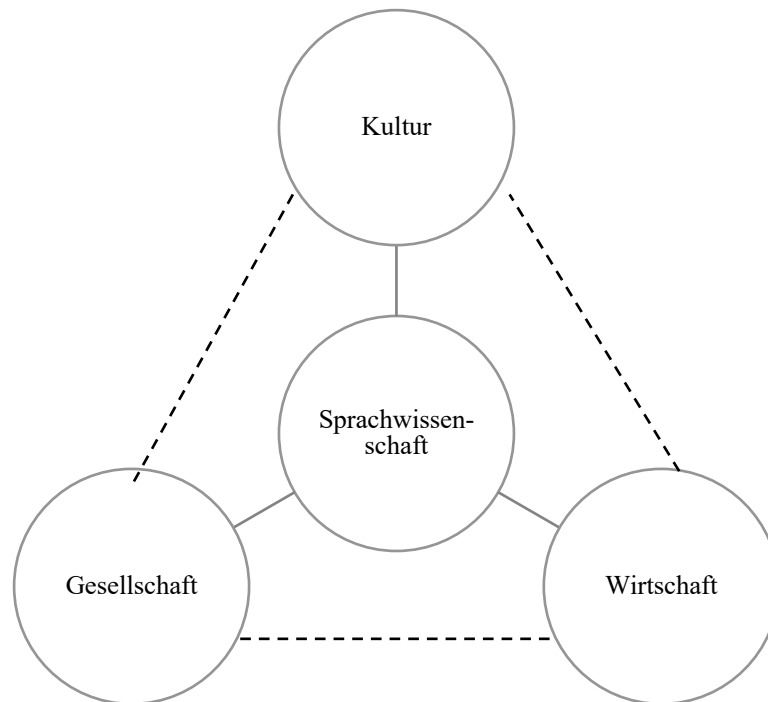 Kultur
Sprachwissen-
schaft
Gesellschaft
Wirtschaft